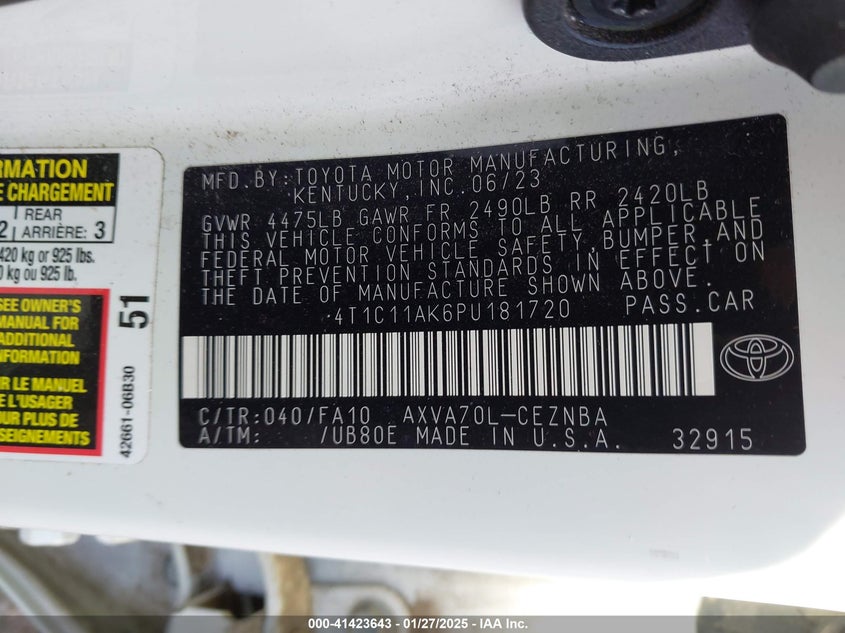 RMATION
E CHARGEMENT
2 REAR ARRIÈRE: 3
420 kg or 925 lbs.
0 kg ou 925 lb.
SEE OWNER'S
MANUAL FOR
ADDITIONAL
INFORMATION
IR LE MANUEL
DE L'USAGER
POUR PLUS DE
SEIGNEMENTS
51
42661-06B30
MFD.BY:TOYOTA MOTOR MANUFACTURING,
KENTUCKY, INC.06/23
GVWR 4475LB GAWR FR 2490LB RR 2420LB
THIS VEHICLE CONFORMS TO ALL APPLICABLE
FEDERAL MOTOR VEHICLE SAFETY,BUMPER,AND
THEFT PREVENTION STANDARDS IN EFFECT ON
THE DATE OF MANUFACTURE SHOWN ABOVE.
4T1C11AK6PU181720 PASS.CAR
C/TR:040/FA10 AXVA70L-CEZNBA
A/TM: /UB80E MADE IN U.S.A. 32915
000-41423643 - 01/27/2025 - IAA Inc.